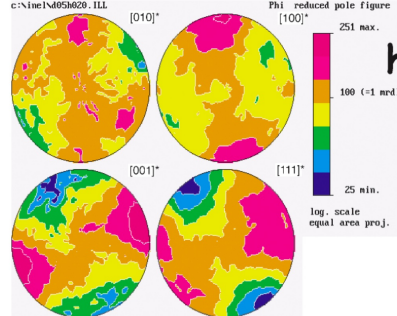 c:\inel\d05h020.ILL
Phi reduced pole figure
[010]*
[100]*
251 max.
100 (=1 mrd
25 min.
[001]*
[111]*
log. scale
equal area proj.